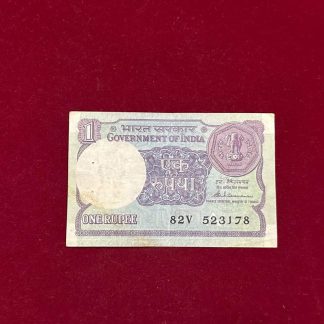 1
भारत सरकार
GOVERNMENT OF INDIA
एक
रुपया
ONE RUPEE
82V 523178